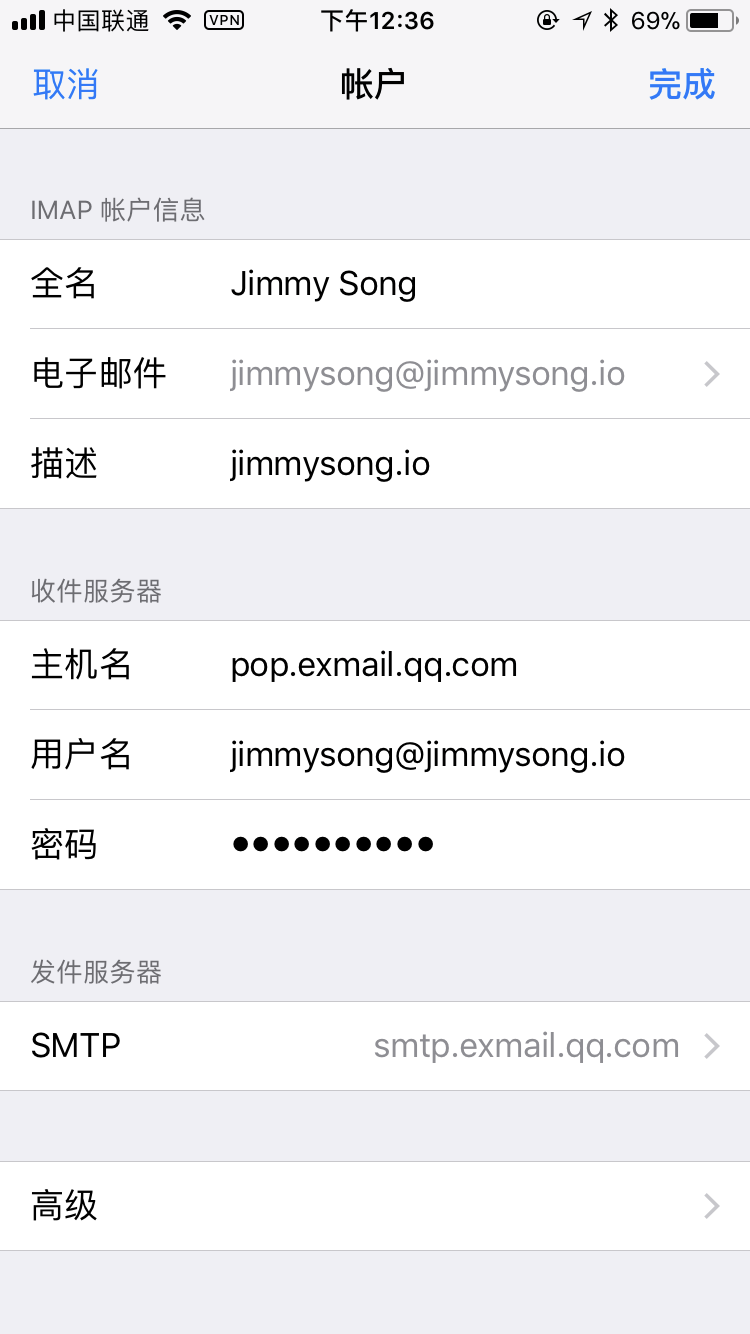 中国联通 VPN 下午12:36 69%
取消 帐户 完成
IMAP 帐户信息
全名 Jimmy Song
电子邮件 jimmysong@jimmysong.io
描述 jimmysong.io
收件服务器
主机名 pop.exmail.qq.com
用户名 jimmysong@jimmysong.io
密码 ●●●●●●●●●●
发件服务器
SMTP smtp.exmail.qq.com
高级